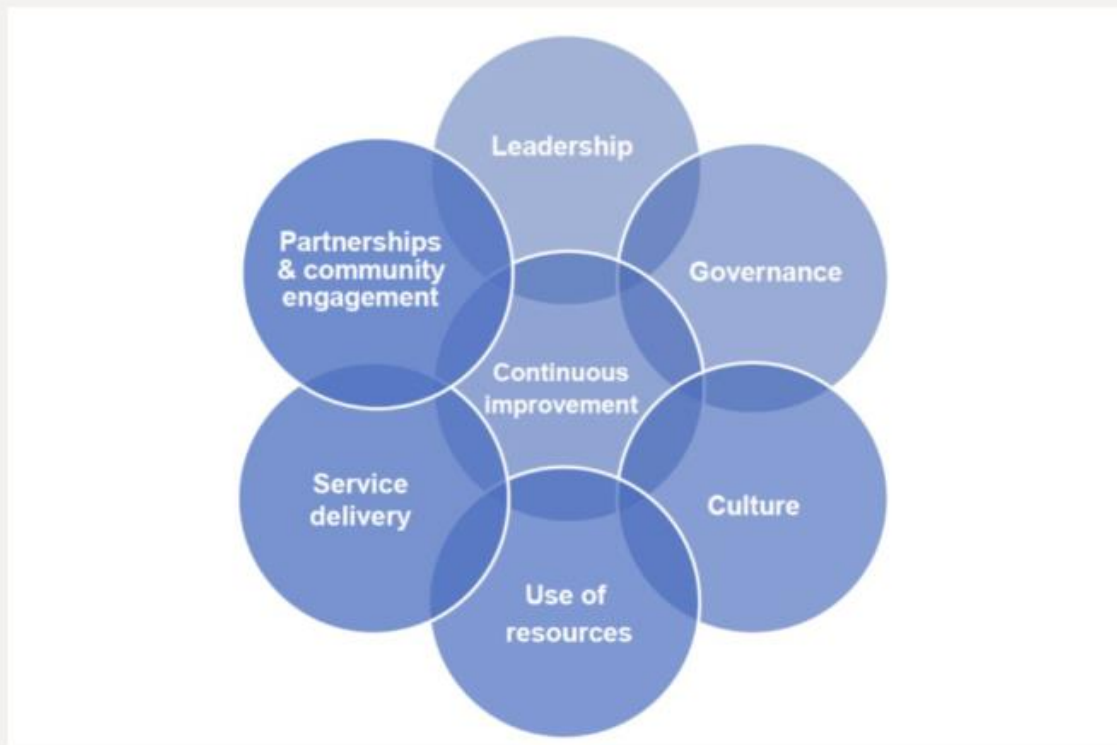 Leadership
Partnerships
& community
engagement
Governance
Continuous
improvement
Service
delivery
Culture
Use of
resources